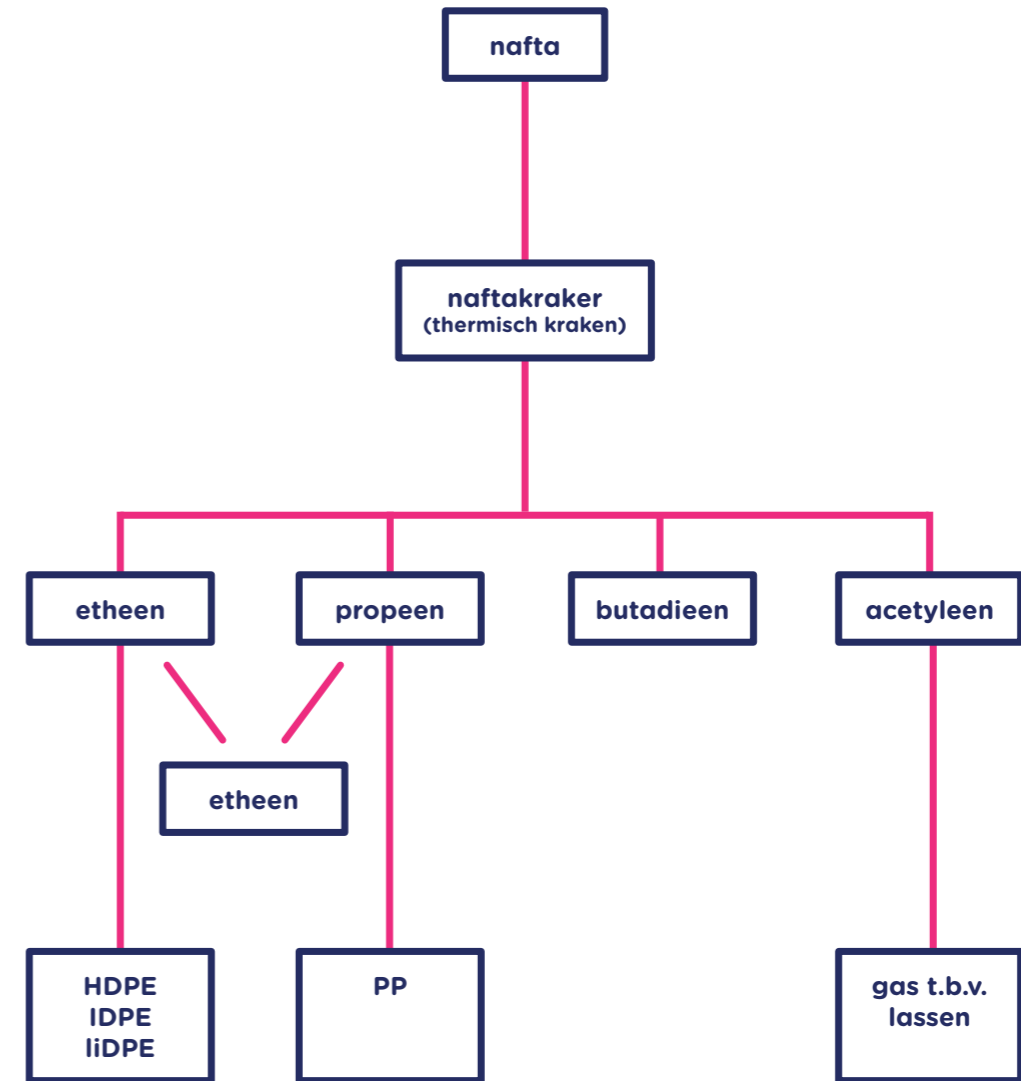 nafta
naftakraker
(thermisch kraken)
etheen
propeen
butadieen
acetyleen
etheen
HDPE
lDPE
liDPE
PP
gas t.b.v.
lassen